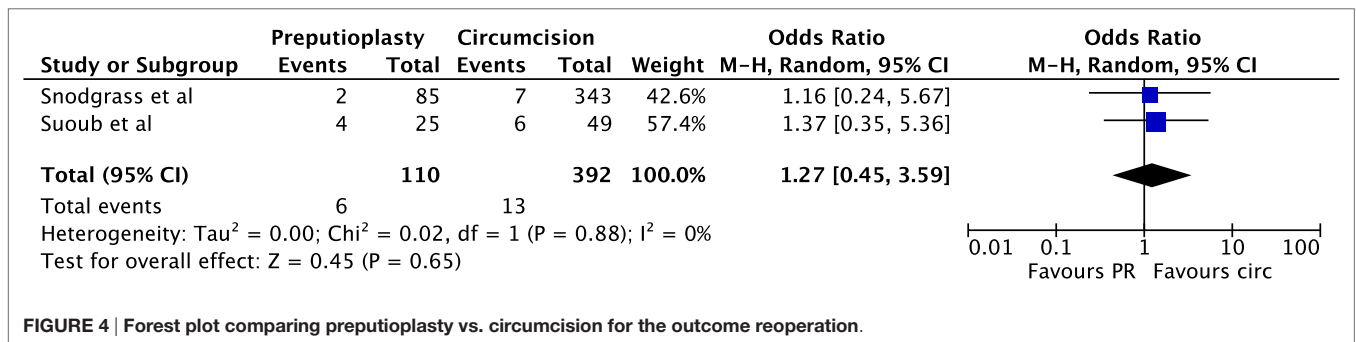 Preputioplasty Circumcision Odds Ratio Odds Ratio
Study or Subgroup Events Total Events Total Weight M-H, Random, 95% CI M-H, Random, 95% CI
Snodgrass et al 2 85 7 343 42.6% 1.16 [0.24, 5.67]
Suoub et al 4 25 6 49 57.4% 1.37 [0.35, 5.36]
Total (95% CI) 110 392 100.0% 1.27 [0.45, 3.59]
Total events 6 13
Heterogeneity: Tau² = 0.00; Chi² = 0.02, df = 1 (P = 0.88); I² = 0%
Test for overall effect: Z = 0.45 (P = 0.65)
0.01 0.1 1 10 100
Favours PR Favours circ
FIGURE 4 | Forest plot comparing preputioplasty vs. circumcision for the outcome reoperation.